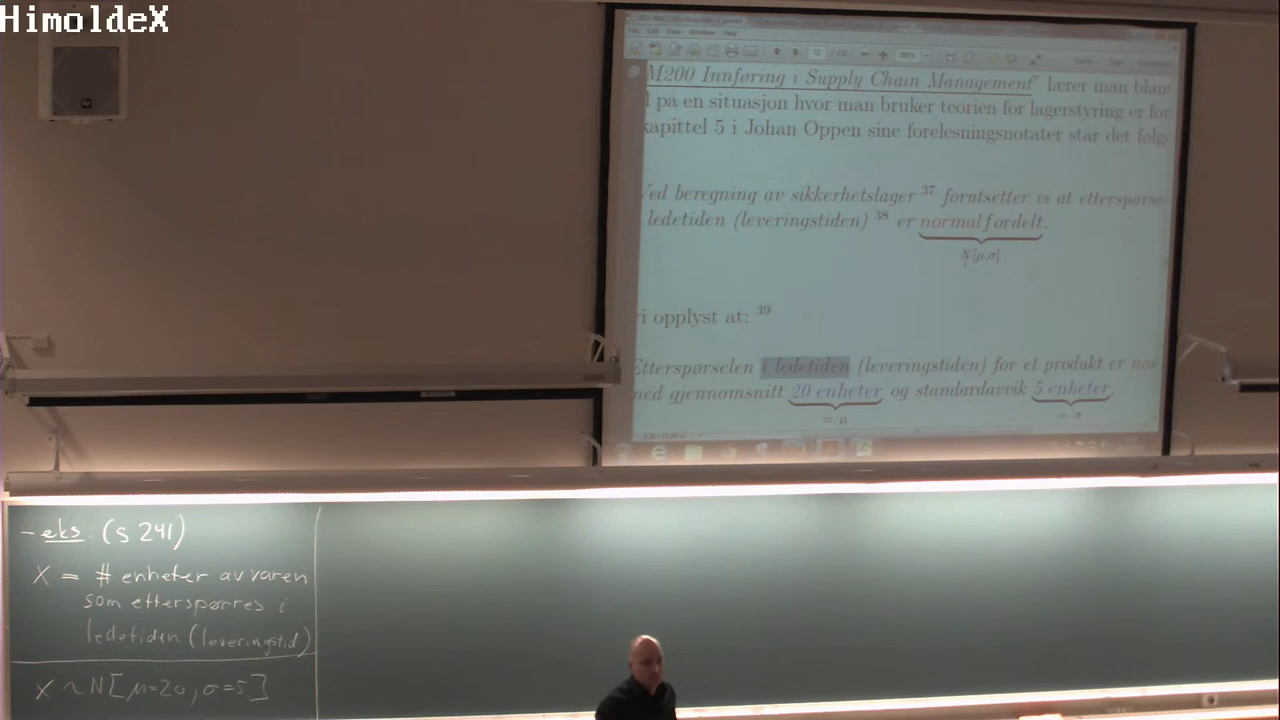 HimoldeX
M200 Innføring i Supply Chain Management" lærer man blan
l på en situasjon hvor man bruker teorien for lagerstyring er for
kapittel 5 i Johan Oppen sine forelesningsnotater står det følg
Ved beregning av sikkerhetslager 37 forutsetter vi at etterspørse
ledetiden (leveringstiden) 38 er normalfordelt.
N[μ,σ]
i opplyst at: 39
Etterspørselen i ledetiden (leveringstiden) for et produkt er nor
med gjennomsnitt 20 enheter og standardavvik 5 enheter.
= μ = σ
- eks: (s 241)
X = # enheter av varen
som etterspørres i
ledetiden (leveringstid)
X ~ N[μ=20, σ=5]